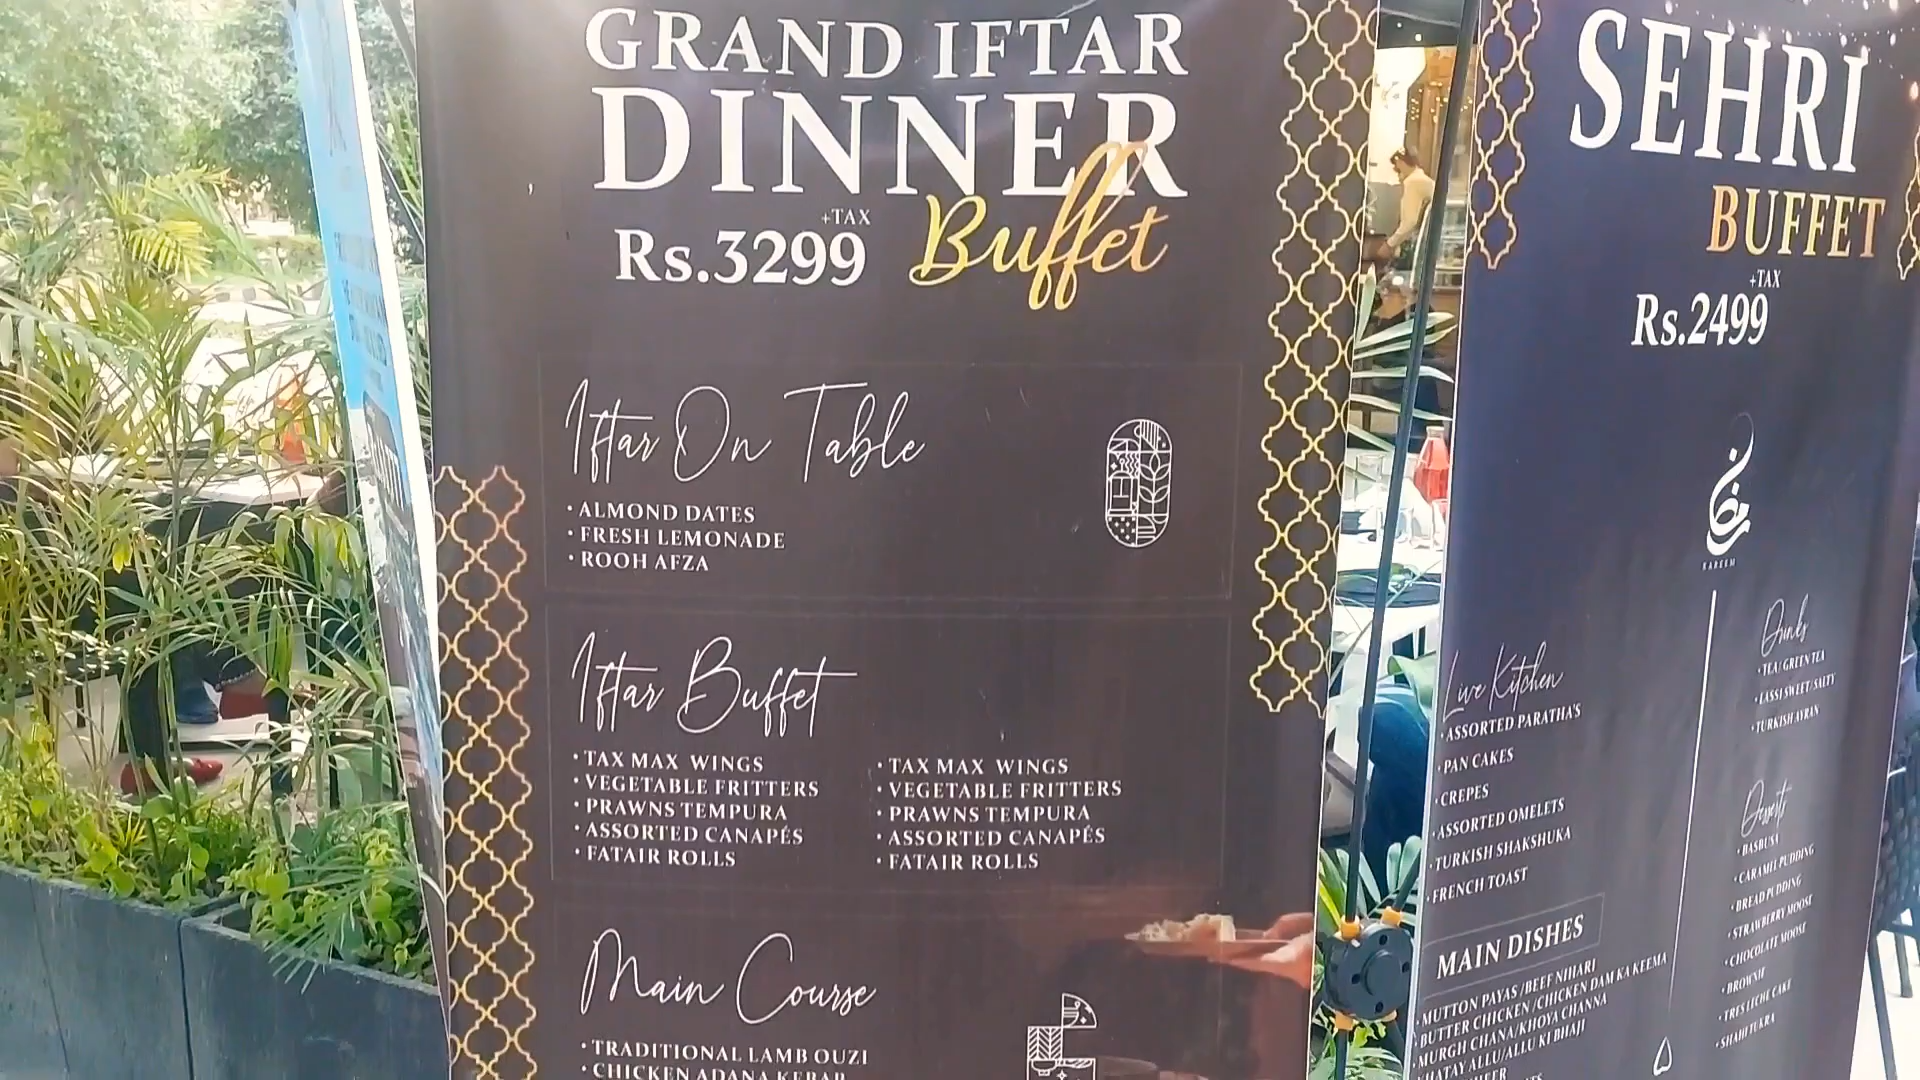 GRAND IFTAR
DINNER
Buffet
+TAX
Rs.3299
Iftar On Table
• ALMOND DATES
• FRESH LEMONADE
• ROOH AFZA
Iftar Buffet
• TAX MAX WINGS
• VEGETABLE FRITTERS
• PRAWNS TEMPURA
• ASSORTED CANAPÉS
• FATAIR ROLLS
• TAX MAX WINGS
• VEGETABLE FRITTERS
• PRAWNS TEMPURA
• ASSORTED CANAPÉS
• FATAIR ROLLS
Main Course
• TRADITIONAL LAMB OUZI
• CHICKEN ADANA KEBAB
SEHRI
BUFFET
+TAX
Rs.2499
رمضان
KAREEM
Live Kitchen
• ASSORTED PARATHA'S
• PAN CAKES
• CREPES
• ASSORTED OMELETS
• TURKISH SHAKSHUKA
• FRENCH TOAST
MAIN DISHES
• MUTTON PAYAS /BEEF NIHARI
• BUTTER CHICKEN /CHICKEN DAM KA KEEMA
• MURGH CHANA/KHOYA CHANNA
KHATAY ALLU/ALLU KI BHAJI
Drinks
• TEA/ GREEN TEA
• LASSI SWEET/ SALTY
• TURKISH AYRAN
Desserts
• BASBUSA
• CARAMEL PUDDING
• BREAD PUDDING
• STRAWBERRY MOOSE
• CHOCOLATE MOOSE
• BROWNIE
• TRES LECHE CAKE
• SHAHI TUKRA